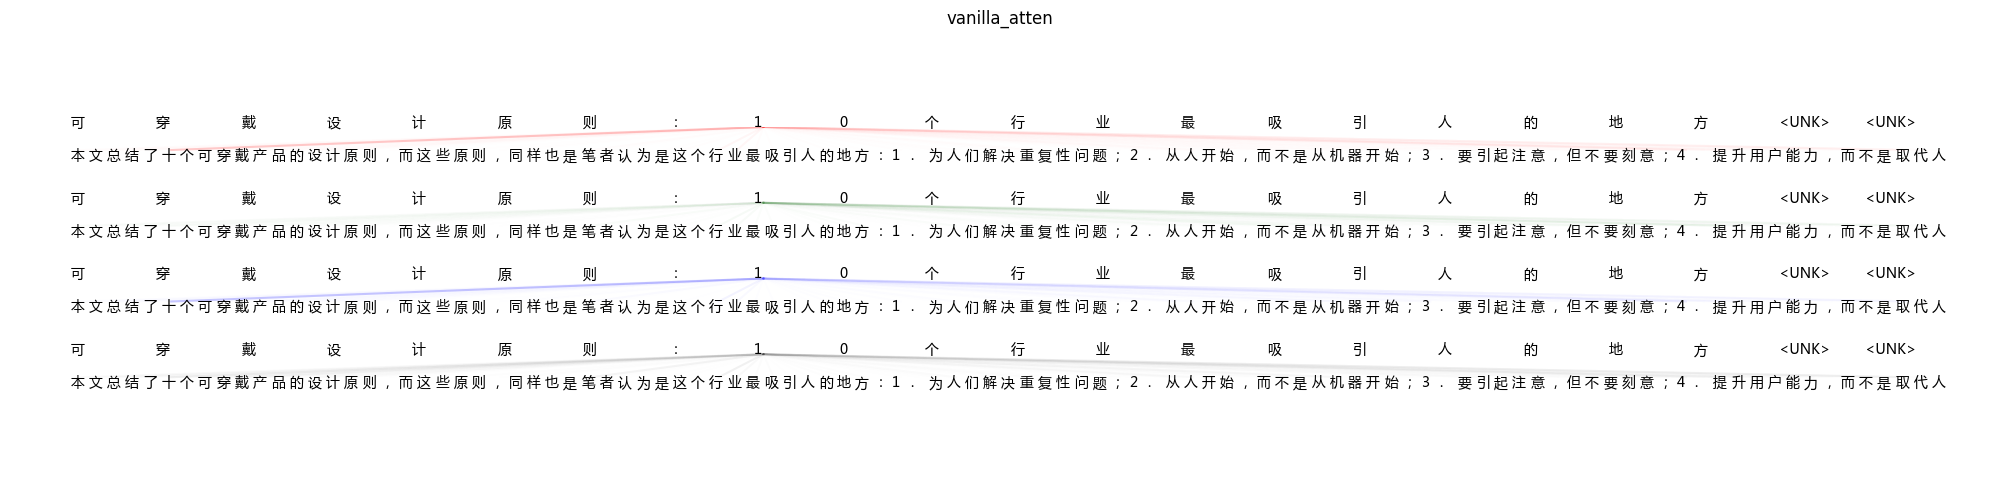 vanilla_atten
可 穿 戴 设 计 原 则 : 1 0 个 行 业 最 吸 引 人 的 地 方 <UNK> <UNK>
本文总结了十个可穿戴产品的设计原则,而这些原则,同样也是笔者认为是这个行业最吸引人的地方:1.为人们解决重复性问题;2.从人开始,而不是从机器开始;3.要引起注意,但不要刻意;4.提升用户能力,而不是取代人
可 穿 戴 设 计 原 则 : 1 0 个 行 业 最 吸 引 人 的 地 方 <UNK> <UNK>
本文总结了十个可穿戴产品的设计原则,而这些原则,同样也是笔者认为是这个行业最吸引人的地方:1.为人们解决重复性问题;2.从人开始,而不是从机器开始;3.要引起注意,但不要刻意;4.提升用户能力,而不是取代人
可 穿 戴 设 计 原 则 : 1 0 个 行 业 最 吸 引 人 的 地 方 <UNK> <UNK>
本文总结了十个可穿戴产品的设计原则,而这些原则,同样也是笔者认为是这个行业最吸引人的地方:1.为人们解决重复性问题;2.从人开始,而不是从机器开始;3.要引起注意,但不要刻意;4.提升用户能力,而不是取代人
可 穿 戴 设 计 原 则 : 1 0 个 行 业 最 吸 引 人 的 地 方 <UNK> <UNK>
本文总结了十个可穿戴产品的设计原则,而这些原则,同样也是笔者认为是这个行业最吸引人的地方:1.为人们解决重复性问题;2.从人开始,而不是从机器开始;3.要引起注意,但不要刻意;4.提升用户能力,而不是取代人